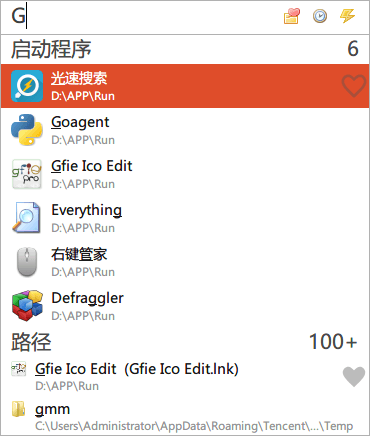 G
启动程序 6
光速搜索
D:\APP\Run
Goagent
D:\APP\Run
Gfie Ico Edit
D:\APP\Run
Everything
D:\APP\Run
右键管家
D:\APP\Run
Defraggler
D:\APP\Run
路径 100+
Gfie Ico Edit (Gfie Ico Edit.lnk)
D:\APP\Run
gmm
C:\Users\Administrator\AppData\Roaming\Tencent\...\Temp